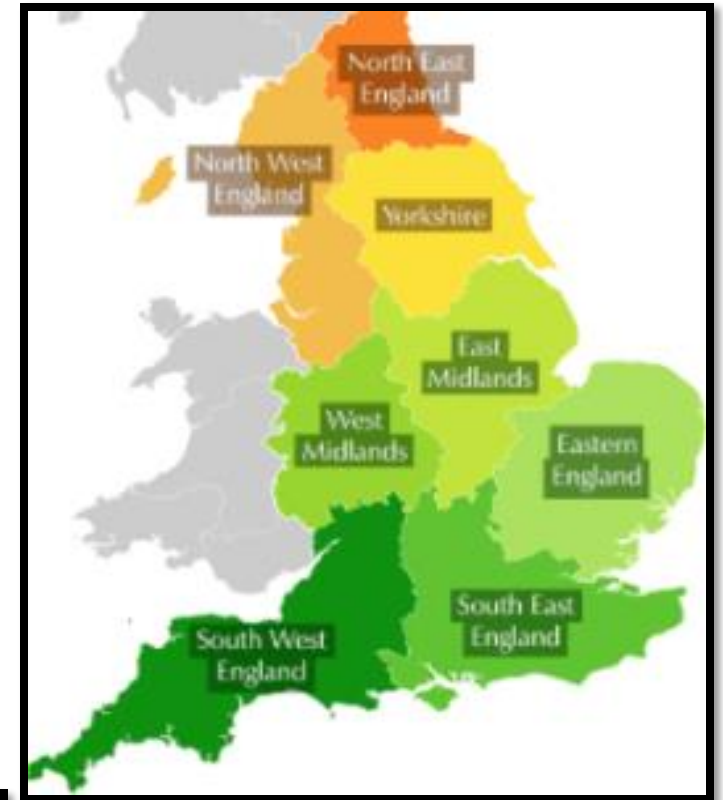 North East
England
North West
England
Yorkshire
East
Midlands
West
Midlands
Eastern
England
South East
England
South West
England